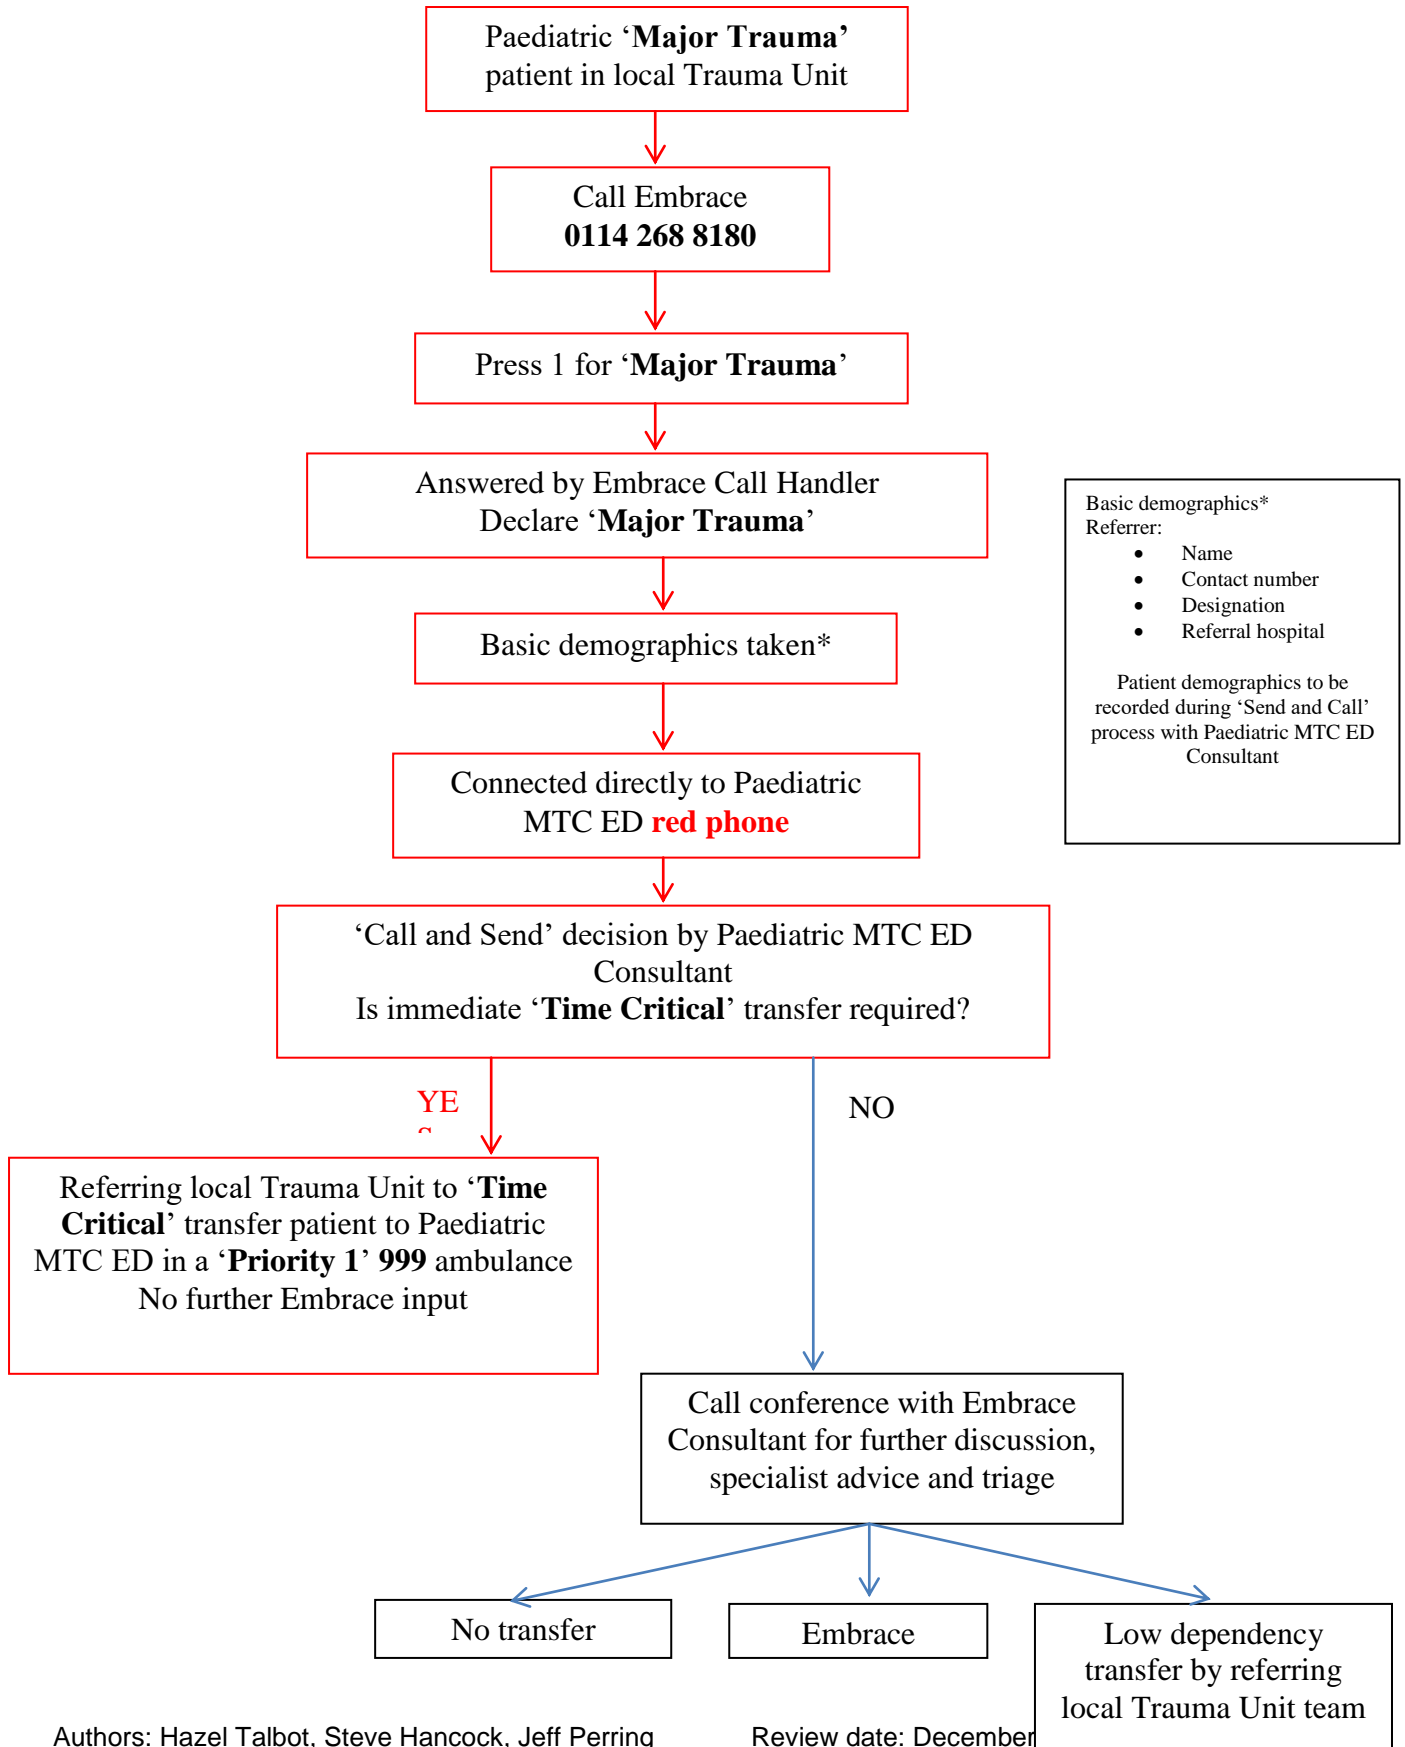 Paediatric ‘Major Trauma’
patient in local Trauma Unit
Call Embrace
0114 268 8180
Press 1 for ‘Major Trauma’
Answered by Embrace Call Handler
Declare ‘Major Trauma’
Basic demographics*
Referrer:
• Name
• Contact number
• Designation
• Referral hospital
Patient demographics to be
recorded during ‘Send and Call’
process with Paediatric MTC ED
Consultant
Basic demographics taken*
Connected directly to Paediatric
MTC ED red phone
‘Call and Send’ decision by Paediatric MTC ED
Consultant
Is immediate ‘Time Critical’ transfer required?
YE
S
NO
Referring local Trauma Unit to ‘Time
Critical’ transfer patient to Paediatric
MTC ED in a ‘Priority 1’ 999 ambulance
No further Embrace input
Call conference with Embrace
Consultant for further discussion,
specialist advice and triage
No transfer
Embrace
Low dependency
transfer by referring
local Trauma Unit team
Authors: Hazel Talbot, Steve Hancock, Jeff Perring
Review date: December